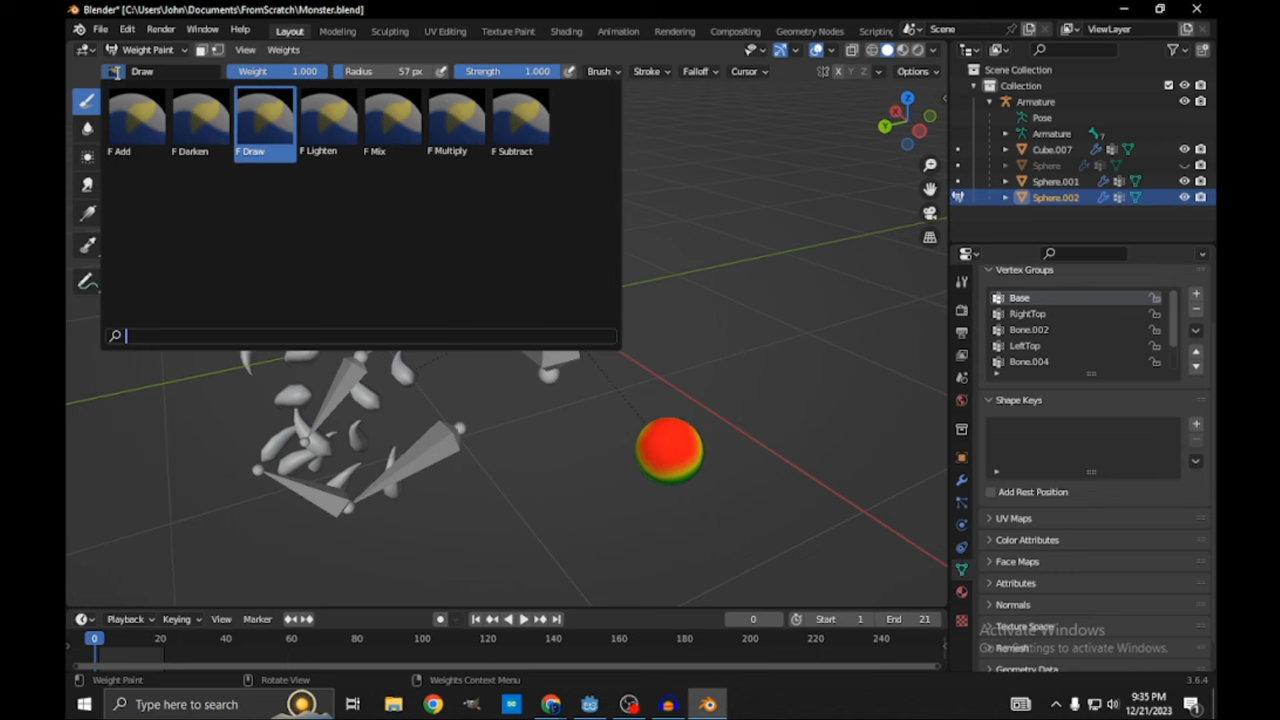 Blender* [C:\Users\John\Documents\FromScratch\Monster.blend]
File Edit Render Window Help Layout Modeling Sculpting UV Editing Texture Paint Shading Animation Rendering Compositing Geometry Nodes Scripting Scene ViewLayer
Weight Paint View Weights
Draw Weight 1.000 Radius 57 px Strength 1.000 Brush Stroke Falloff Cursor X Y Z Options
Scene Collection
Collection
Armature
Pose
Armature 7
Cube.007
Sphere
Sphere.001
Sphere.002
F Add F Darken F Draw F Lighten F Mix F Multiply F Subtract
Z
X
Y
Vertex Groups
Base
RightTop
Bone.002
LeftTop
Bone.004
Shape Keys
Add Rest Position
UV Maps
Color Attributes
Face Maps
Attributes
Normals
Texture Space
Remesh
Geometry Data
Activate Windows
Go to Settings to activate Windows.
Playback Keying View Marker 0 Start 1 End 21
0 20 40 60 80 100 120 140 160 180 200 220 240
Weight Paint Rotate View Weights Context Menu 3.6.4
Type here to search
9:35 PM
12/21/2023
1